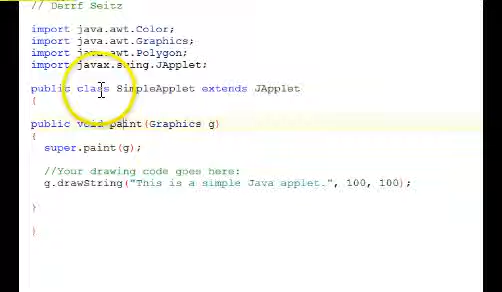 // Derrf Seitz
import java.awt.Color;
import java.awt.Graphics;
import java.awt.Polygon;
import javax.swing.JApplet;
public class SimpleApplet extends JApplet
{
public void paint(Graphics g)
{
super.paint(g);
//Your drawing code goes here:
g.drawString("This is a simple Java applet.", 100, 100);
}
}